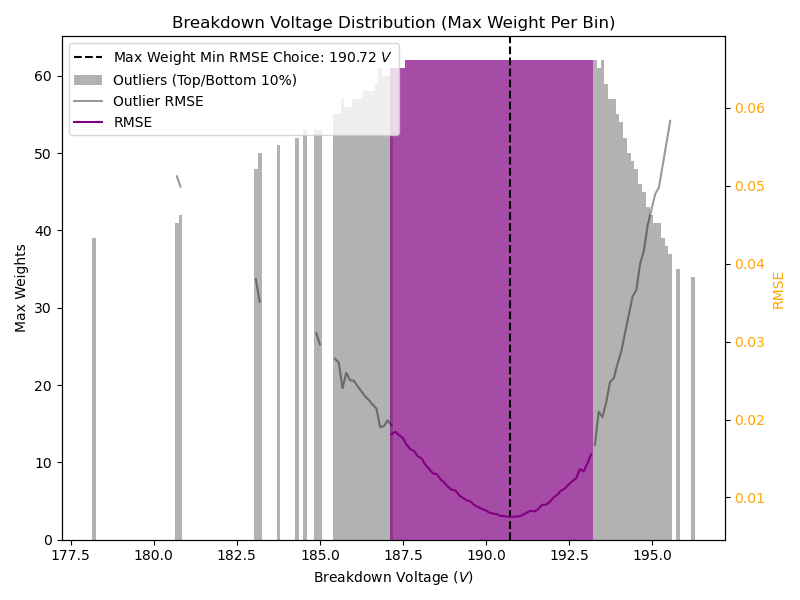 Breakdown Voltage Distribution (Max Weight Per Bin)
Max Weight Min RMSE Choice: 190.72 V
Outliers (Top/Bottom 10%)
Outlier RMSE
RMSE
60
50
40
30
20
10
0
Max Weights
0.06
0.05
0.04
0.03
0.02
0.01
RMSE
177.5 180.0 182.5 185.0 187.5 190.0 192.5 195.0
Breakdown Voltage (V)